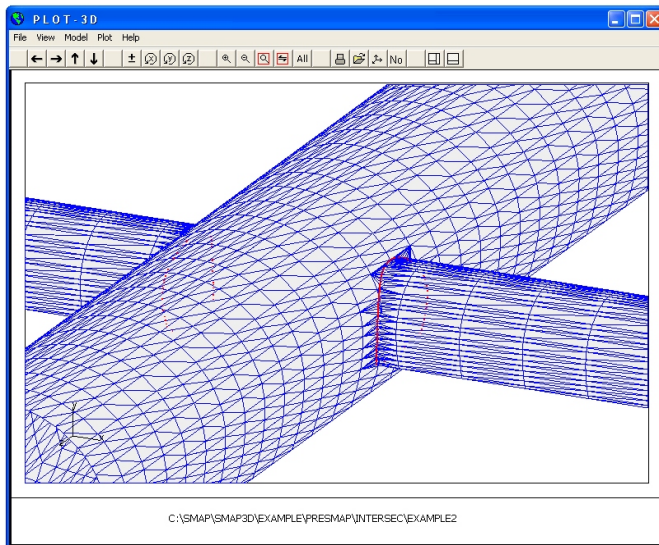 PLOT-3D
File View Model Plot Help
± X Y Z All No
y
x
z
C:\SMAP\SMAP3D\EXAMPLE\PRESMAP\INTERSEC\EXAMPLE2